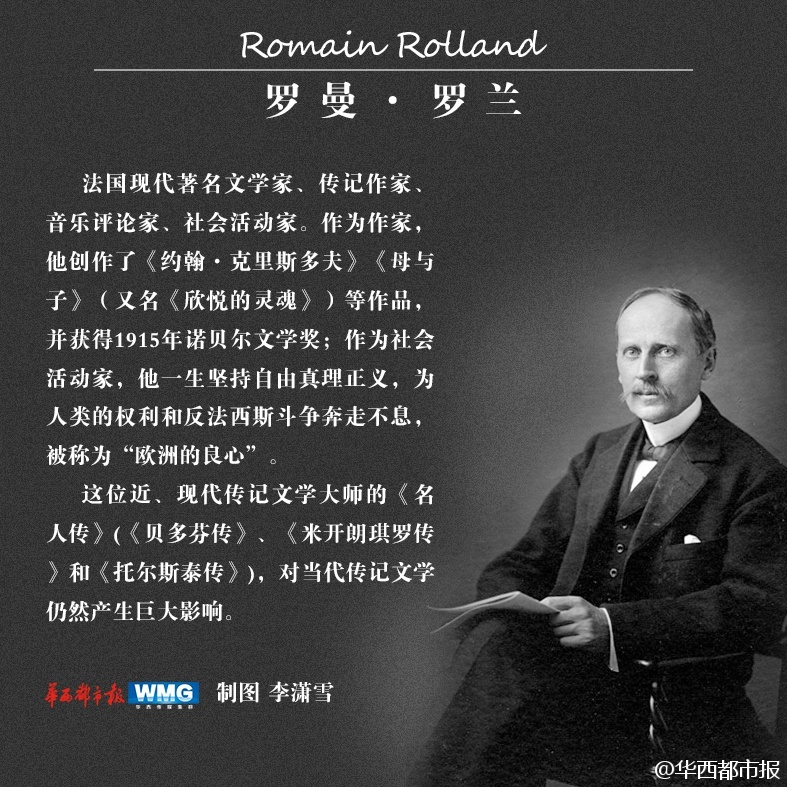 Romain Rolland
罗曼·罗兰
法国现代著名文学家、传记作家、
音乐评论家、社会活动家。作为作家，
他创作了《约翰·克里斯多夫》《母与
子》（又名《欣悦的灵魂》）等作品，
并获得1915年诺贝尔文学奖；作为社会
活动家，他一生坚持自由真理正义，为
人类的权利和反法西斯斗争奔走不息，
被称为“欧洲的良心”。
这位近、现代传记文学大师的《名
人传》(《贝多芬传》、《米开朗琪罗传
》和《托尔斯泰传》)，对当代传记文学
仍然产生巨大影响。
华西都市报 WMG 制图 李潇雪
华西传媒集群
@华西都市报